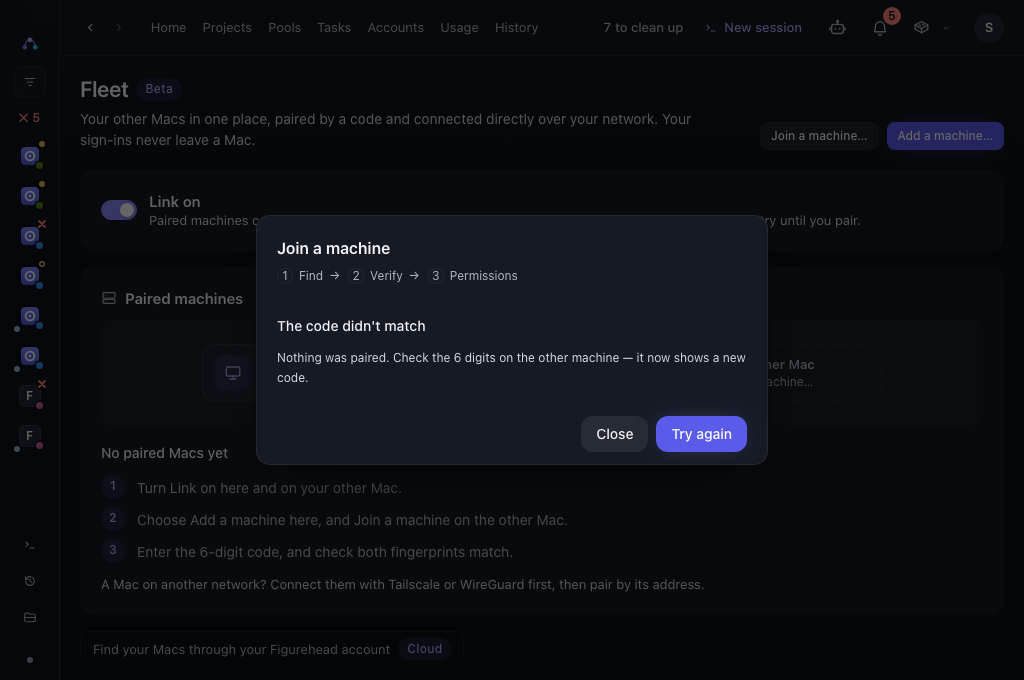 Home Projects Pools Tasks Accounts Usage History 7 to clean up New session 5 S
5
Fleet Beta
Your other Macs in one place, paired by a code and connected directly over your network. Your
sign-ins never leave a Mac.
Join a machine... Add a machine...
Link on
Paired machines
ry until you pair.
Join a machine
1 Find → 2 Verify → 3 Permissions
The code didn't match
Nothing was paired. Check the 6 digits on the other machine — it now shows a new
code.
Close Try again
Paired machines
Mac
F
F
No paired Macs yet
1 Turn Link on here and on your other Mac.
2 Choose Add a machine here, and Join a machine on the other Mac.
3 Enter the 6-digit code, and check both fingerprints match.
A Mac on another network? Connect them with Tailscale or WireGuard first, then pair by its address.
Find your Macs through your Figurehead account Cloud